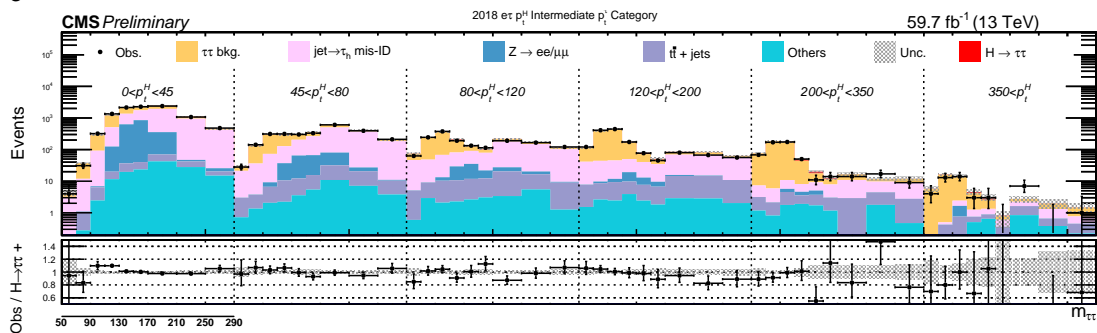 2018 eτ p_t^H Intermediate p_t^τ̂ Category
CMS Preliminary
59.7 fb⁻¹ (13 TeV)
Obs. ττ bkg. jet→τ_h mis-ID Z → ee/μμ tt̄ + jets Others Unc. H → ττ
0<p_t^H<45 45<p_t^H<80 80<p_t^H<120 120<p_t^H<200 200<p_t^H<350 350<p_t^H
Events
10⁵
10⁴
10³
10²
10
1
Obs / H→ττ +
1.4
1.2
1
0.8
0.6
50 90 130 170 210 250 290
m_ττ